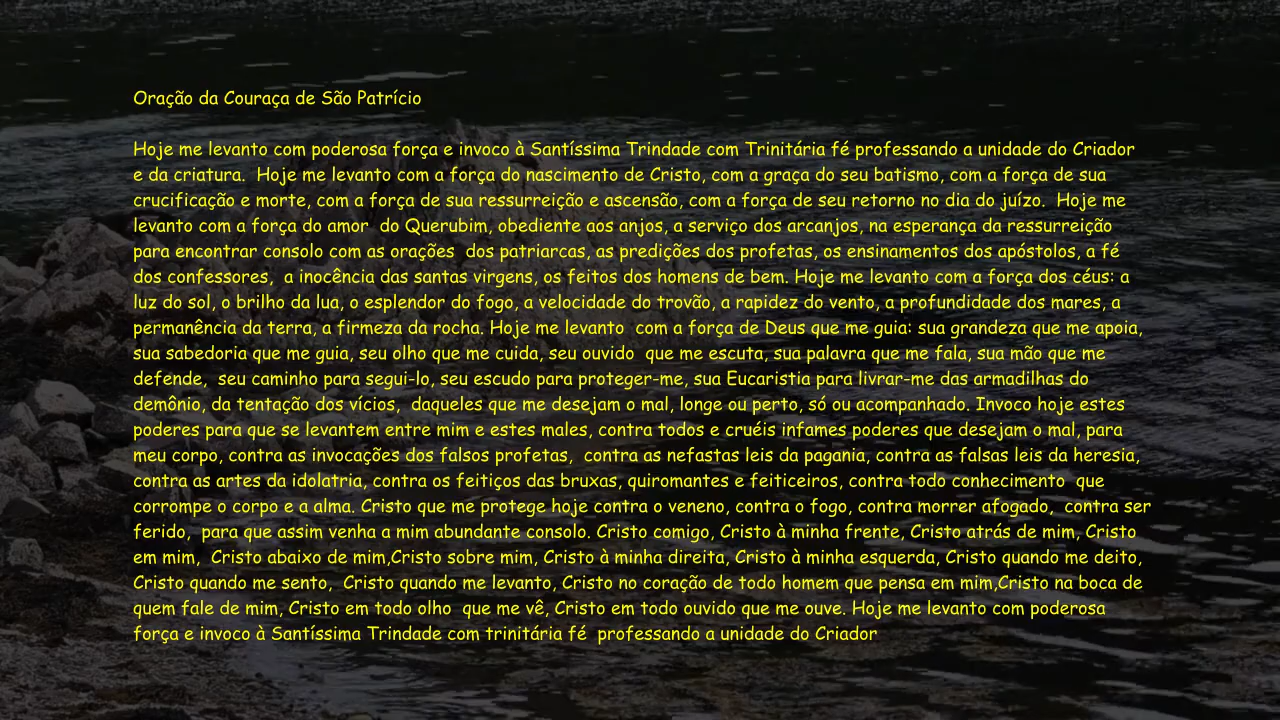 Oração da Couraça de São Patrício
Hoje me levanto com poderosa força e invoco à Santíssima Trindade com Trinitária fé professando a unidade do Criador
e da criatura.  Hoje me levanto com a força do nascimento de Cristo, com a graça do seu batismo, com a força de sua
crucificação e morte, com a força de sua ressurreição e ascensão, com a força de seu retorno no dia do juízo.  Hoje me
levanto com a força do amor  do Querubim, obediente aos anjos, a serviço dos arcanjos, na esperança da ressurreição
para encontrar consolo com as orações  dos patriarcas, as predições dos profetas, os ensinamentos dos apóstolos, a fé
dos confessores,  a inocência das santas virgens, os feitos dos homens de bem. Hoje me levanto com a força dos céus: a
luz do sol, o brilho da lua, o esplendor do fogo, a velocidade do trovão, a rapidez do vento, a profundidade dos mares, a
permanência da terra, a firmeza da rocha. Hoje me levanto  com a força de Deus que me guia: sua grandeza que me apoia,
sua sabedoria que me guia, seu olho que me cuida, seu ouvido  que me escuta, sua palavra que me fala, sua mão que me
defende,  seu caminho para segui-lo, seu escudo para proteger-me, sua Eucaristia para livrar-me das armadilhas do
demônio, da tentação dos vícios,  daqueles que me desejam o mal, longe ou perto, só ou acompanhado. Invoco hoje estes
poderes para que se levantem entre mim e estes males, contra todos e cruéis infames poderes que desejam o mal, para
meu corpo, contra as invocações dos falsos profetas,  contra as nefastas leis da pagania, contra as falsas leis da heresia,
contra as artes da idolatria, contra os feitiços das bruxas, quiromantes e feiticeiros, contra todo conhecimento  que
corrompe o corpo e a alma. Cristo que me protege hoje contra o veneno, contra o fogo, contra morrer afogado,  contra ser
ferido,  para que assim venha a mim abundante consolo. Cristo comigo, Cristo à minha frente, Cristo atrás de mim, Cristo
em mim,  Cristo abaixo de mim,Cristo sobre mim, Cristo à minha direita, Cristo à minha esquerda, Cristo quando me deito,
Cristo quando me sento,  Cristo quando me levanto, Cristo no coração de todo homem que pensa em mim,Cristo na boca de
quem fale de mim, Cristo em todo olho  que me vê, Cristo em todo ouvido que me ouve. Hoje me levanto com poderosa
força e invoco à Santíssima Trindade com trinitária fé  professando a unidade do Criador